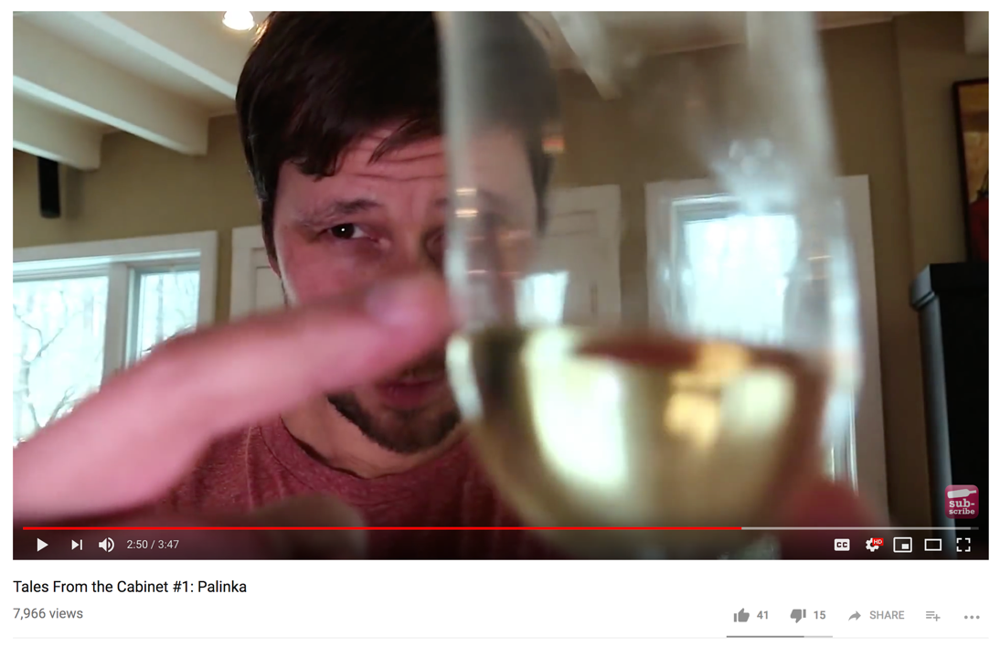 sub-
scribe
2:50 / 3:47
CC
HD
Tales From the Cabinet #1: Palinka
7,966 views
41
15
SHARE